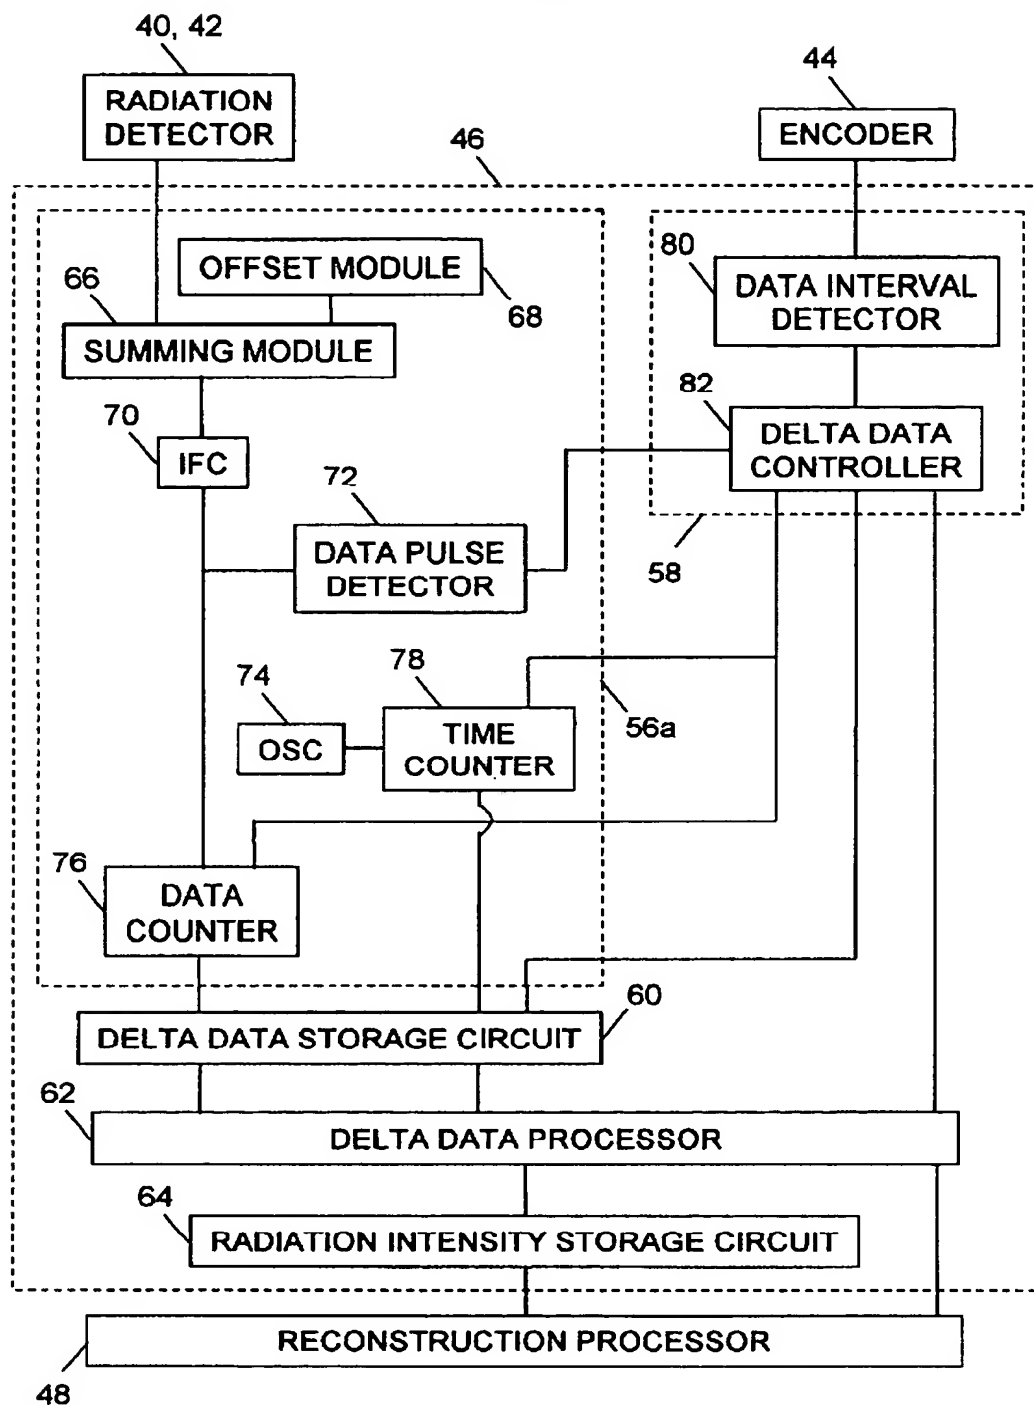 40, 42
44
RADIATION
DETECTOR
46
ENCODER
80
OFFSET MODULE
66
68
DATA INTERVAL
DETECTOR
SUMMING MODULE
82
70
DELTA DATA
CONTROLLER
IFC
72
DATA PULSE
DETECTOR
58
78
74
56a
TIME
COUNTER
OSC
76
DATA
COUNTER
60
DELTA DATA STORAGE CIRCUIT
62
DELTA DATA PROCESSOR
64
RADIATION INTENSITY STORAGE CIRCUIT
RECONSTRUCTION PROCESSOR
48